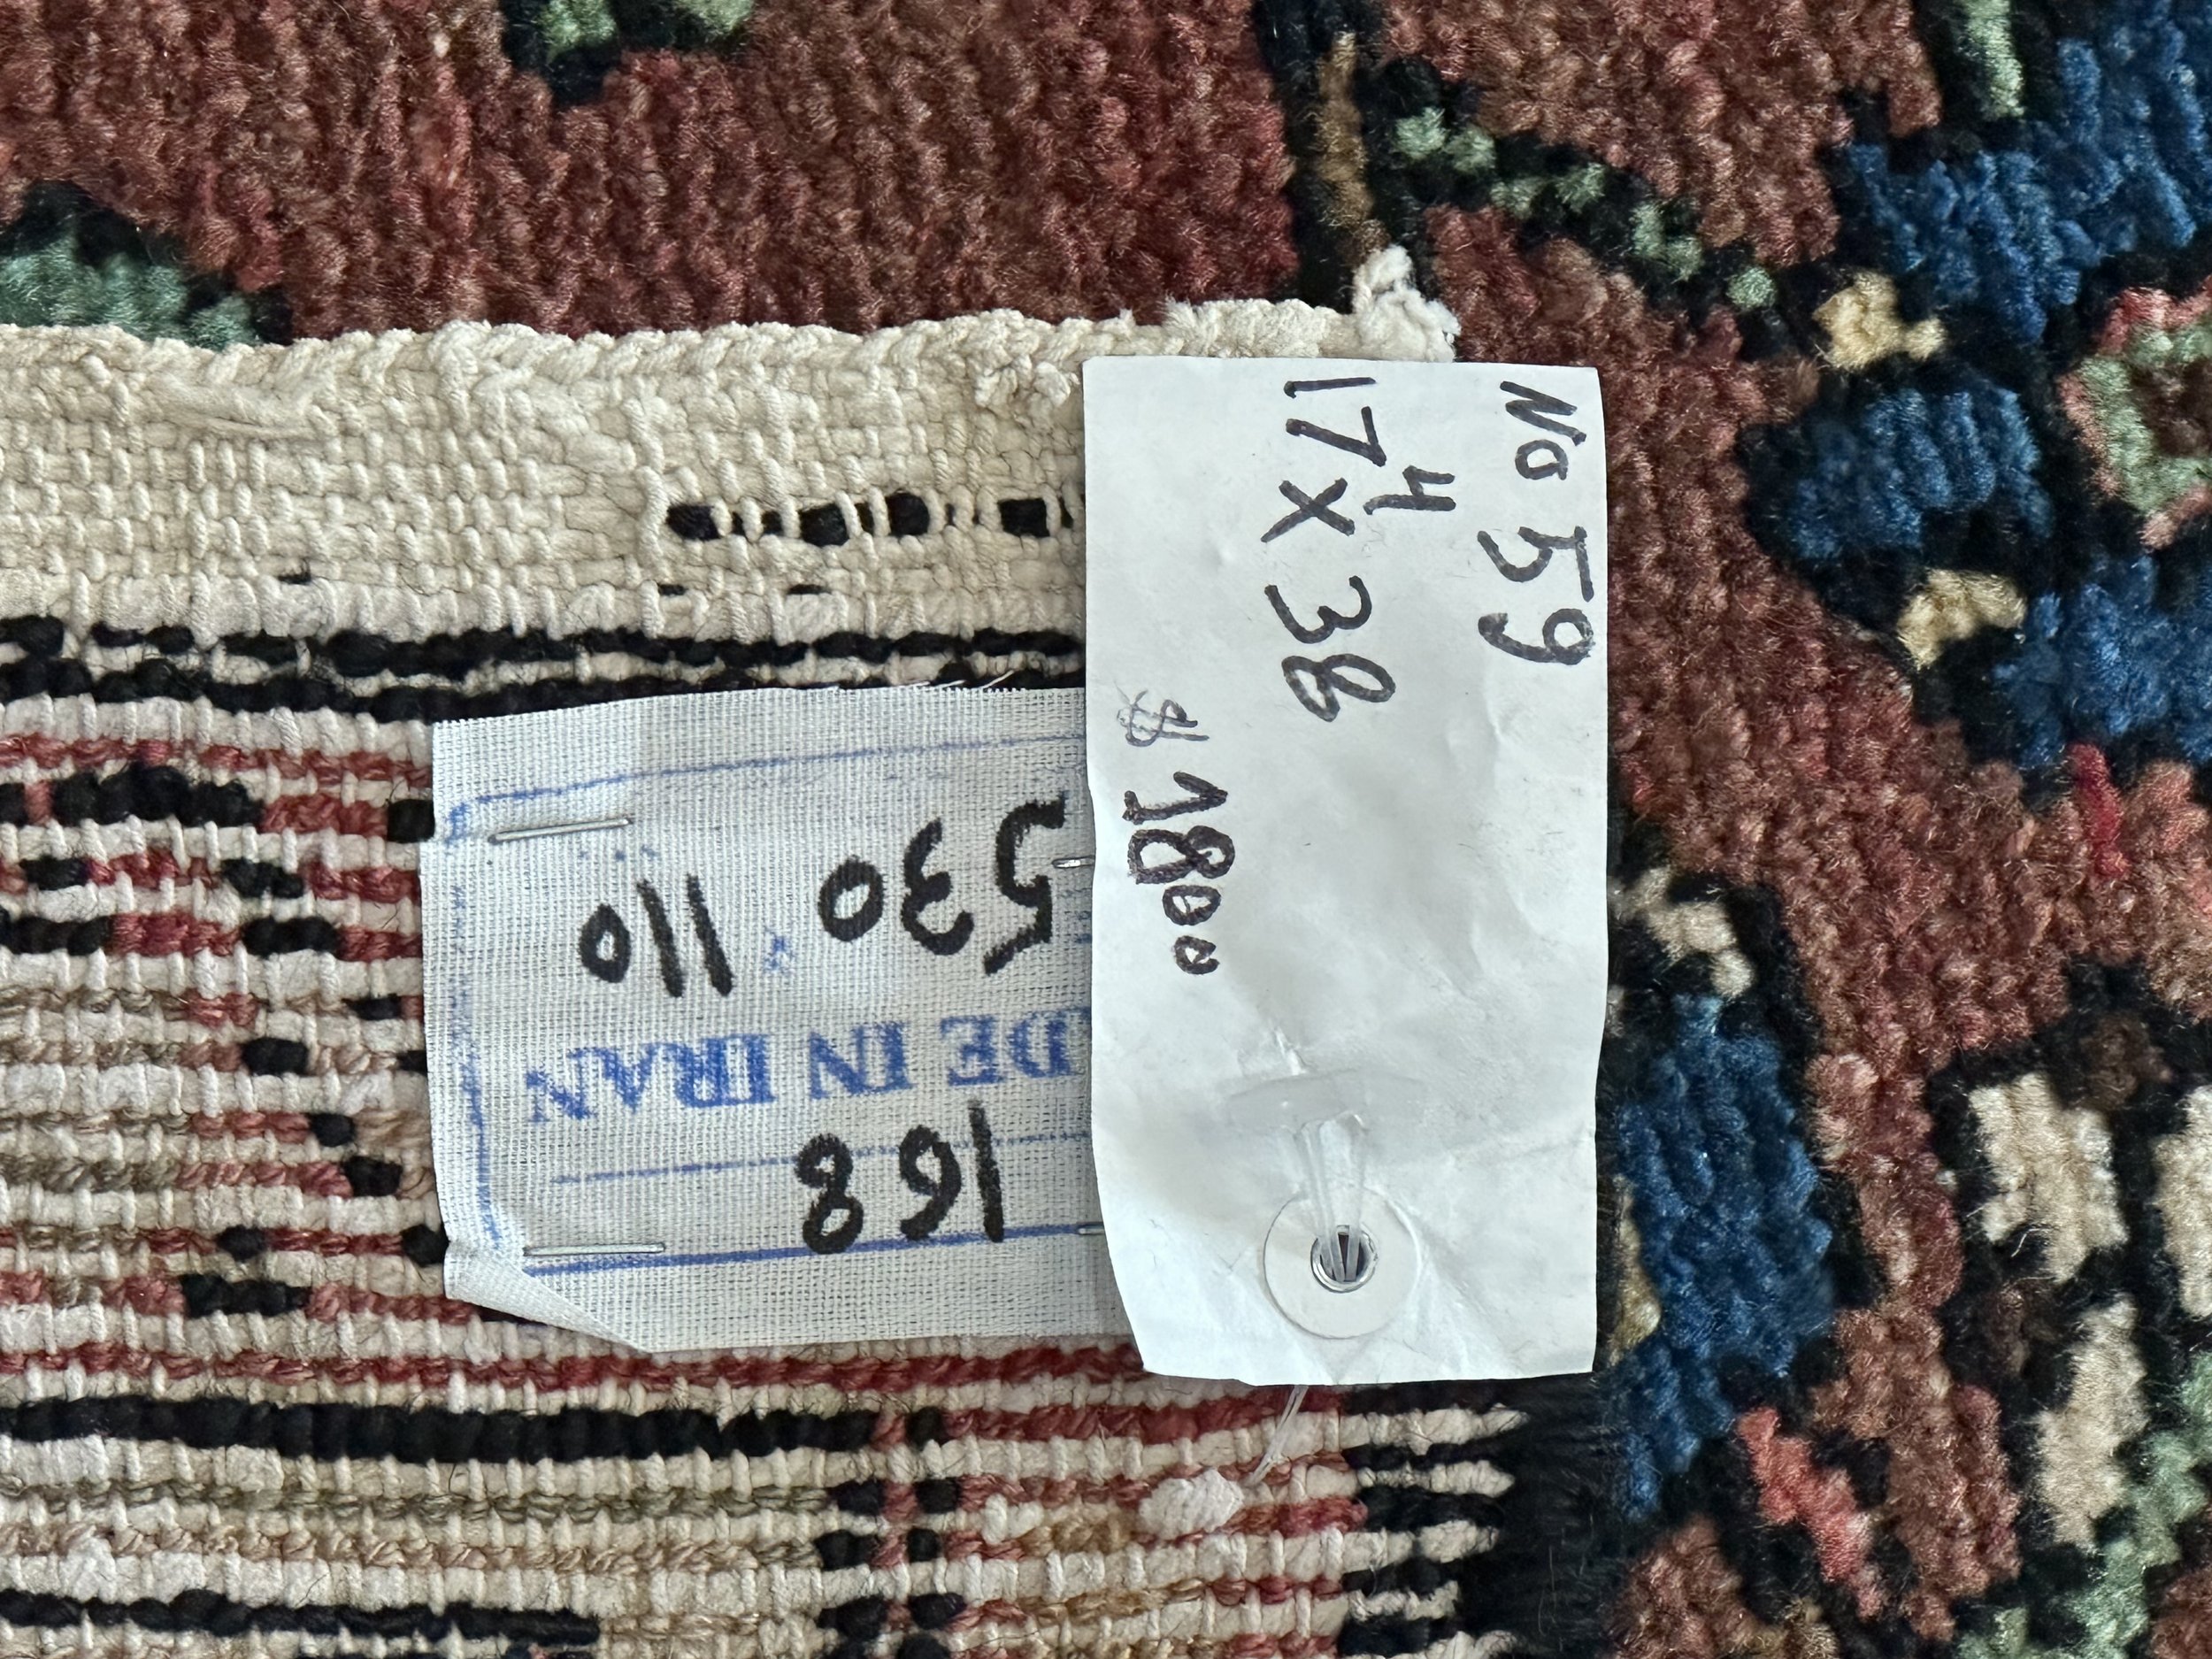 No 59
17 4 x 38
$ 1800
168
DE IN IRAN
530 x 110